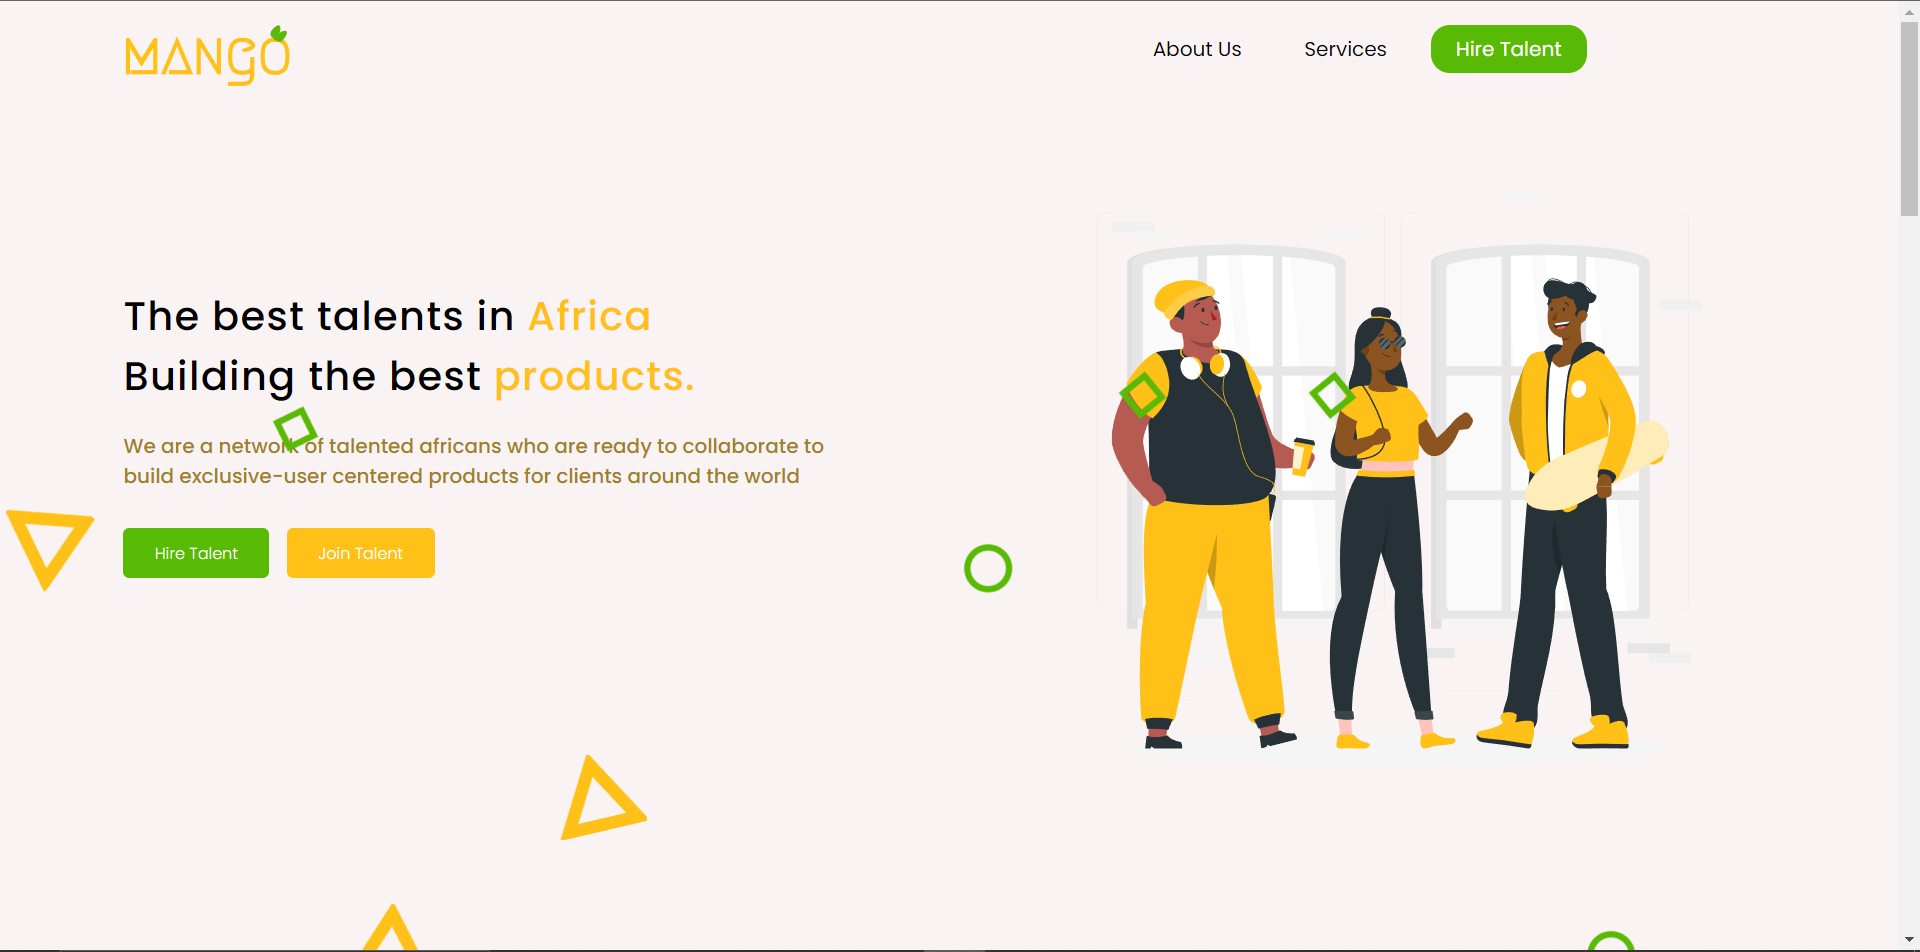 MANGO
About Us
Services
Hire Talent
The best talents in Africa
Building the best products.
We are a network of talented africans who are ready to collaborate to
build exclusive-user centered products for clients around the world
Hire Talent
Join Talent